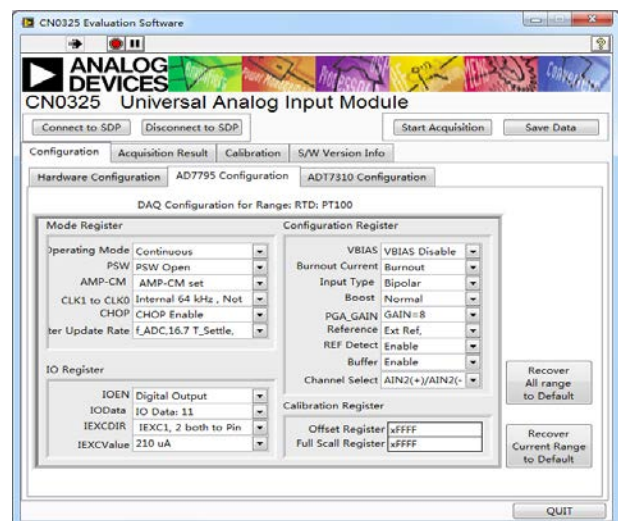 CN0325 Evaluation Software
ANALOG
DEVICES
CN0325 Universal Analog Input Module
Connect to SDP Disconnect to SDP Start Acquisition Save Data
Configuration Acquisition Result Calibration S/W Version Info
Hardware Configuration AD7795 Configuration ADT7310 Configuration
DAQ Configuration for Range: RTD: PT100
Mode Register
Operating Mode Continuous
PSW PSW Open
AMP-CM AMP-CM set
CLK1 to CLK0 Internal 64 kHz , Not
CHOP CHOP Enable
ter Update Rate f_ADC,16.7 T_Settle,
IO Register
IOEN Digital Output
IOData IO Data: 11
IEXCDIR IEXC1, 2 both to Pin
IEXCValue 210 uA
Configuration Register
VBIAS VBIAS Disable
Burnout Current Burnout
Input Type Bipolar
Boost Normal
PGA_GAIN GAIN=8
Reference Ext Ref,
REF Detect Enable
Buffer Enable
Channel Select AIN2(+)/AIN2(-
Calibration Register
Offset Register xFFFF
Full Scall Register xFFFF
Recover
All range
to Default
Recover
Current Range
to Default
QUIT